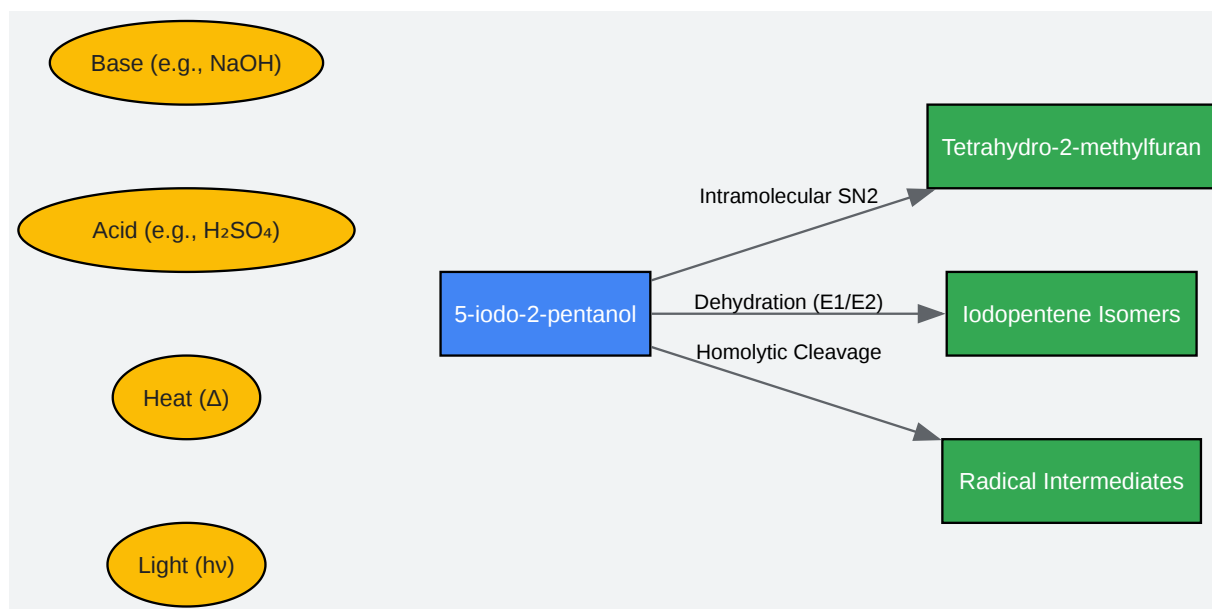 Base (e.g., NaOH)
Acid (e.g., H₂SO₄)
Heat (Δ)
Light (hν)
5-iodo-2-pentanol
Intramolecular SN2
Dehydration (E1/E2)
Homolytic Cleavage
Tetrahydro-2-methylfuran
Iodopentene Isomers
Radical Intermediates